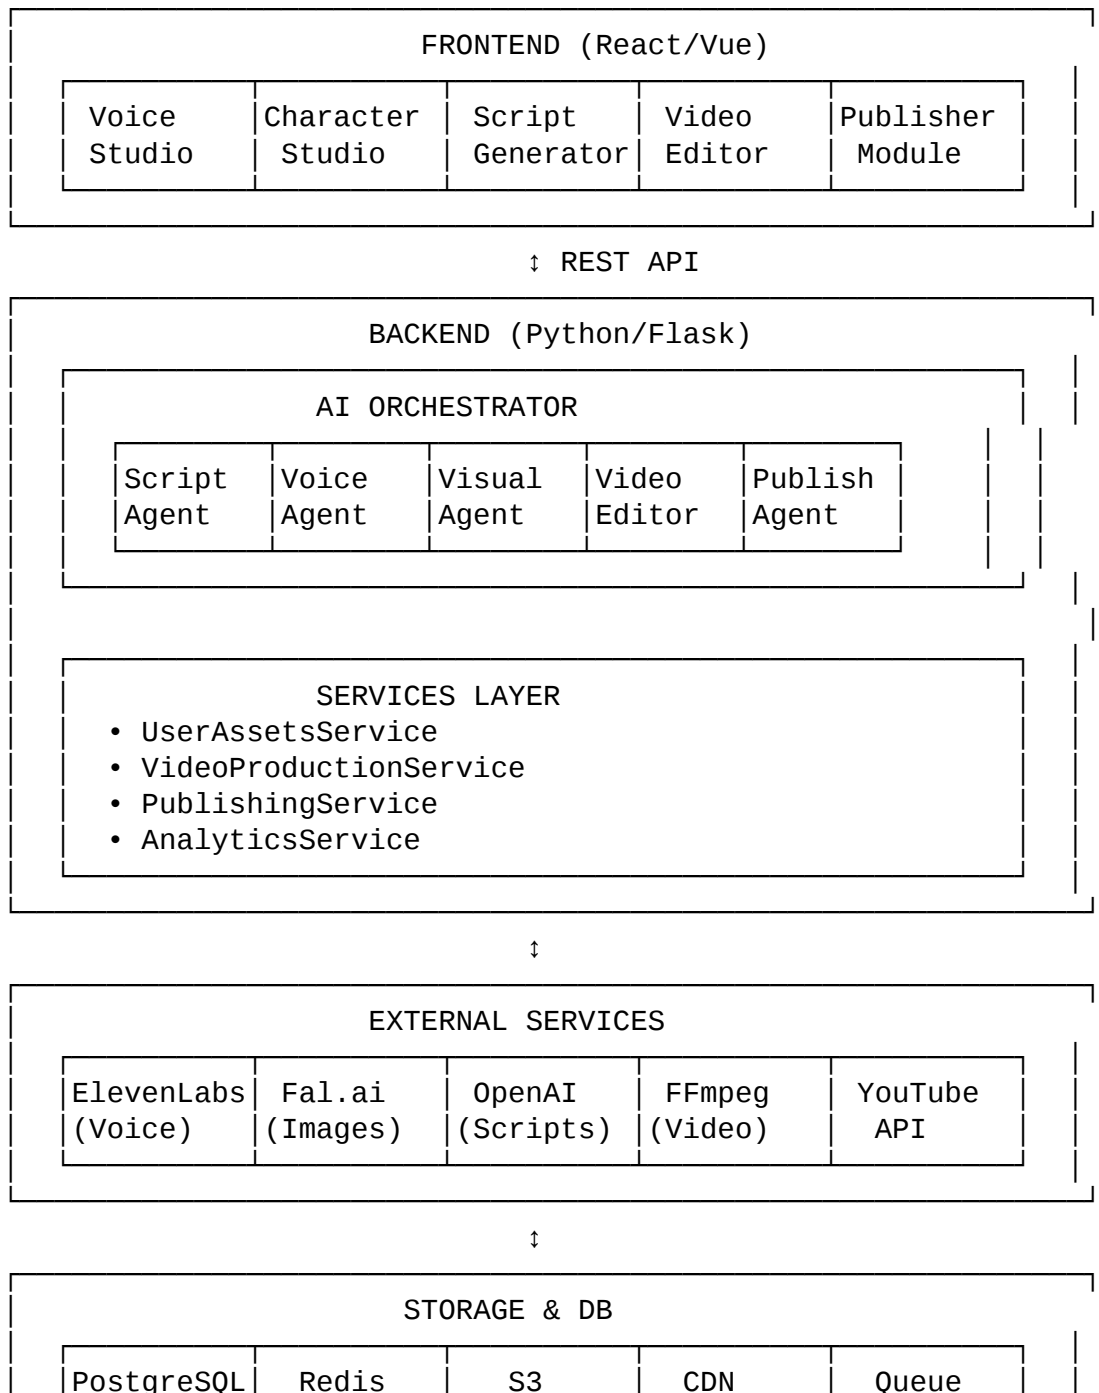 FRONTEND (React/Vue)
Voice Character Script Video Publisher
Studio Studio Generator Editor Module
↕ REST API
BACKEND (Python/Flask)
AI ORCHESTRATOR
Script Voice Visual Video Publish
Agent Agent Agent Editor Agent
SERVICES LAYER
• UserAssetsService
• VideoProductionService
• PublishingService
• AnalyticsService
↕
EXTERNAL SERVICES
ElevenLabs Fal.ai OpenAI FFmpeg YouTube
(Voice) (Images) (Scripts) (Video) API
↕
STORAGE & DB
PostgreSQL Redis S3 CDN Queue